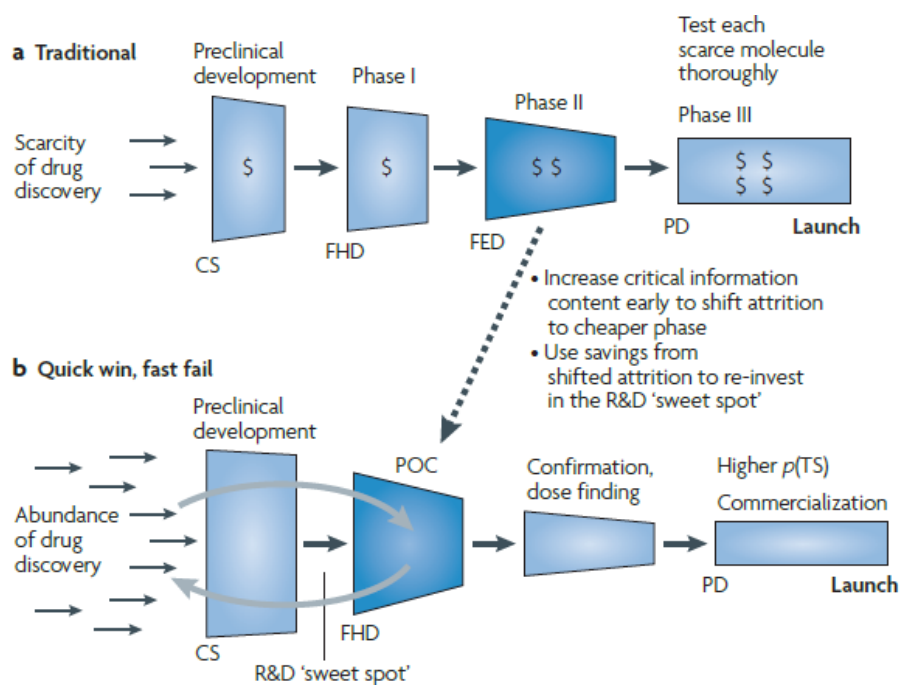 a Traditional
Preclinical
development
Phase I
Phase II
Test each
scarce molecule
thoroughly
Phase III
Scarcity
of drug
discovery
$
$
$ $
$ $
$ $
CS
FHD
FED
PD
Launch
• Increase critical information
content early to shift attrition
to cheaper phase
• Use savings from
shifted attrition to re-invest
in the R&D ‘sweet spot’
b Quick win, fast fail
Preclinical
development
POC
Confirmation,
dose finding
Higher p(TS)
Commercialization
Abundance
of drug
discovery
CS
FHD
PD
Launch
R&D ‘sweet spot’